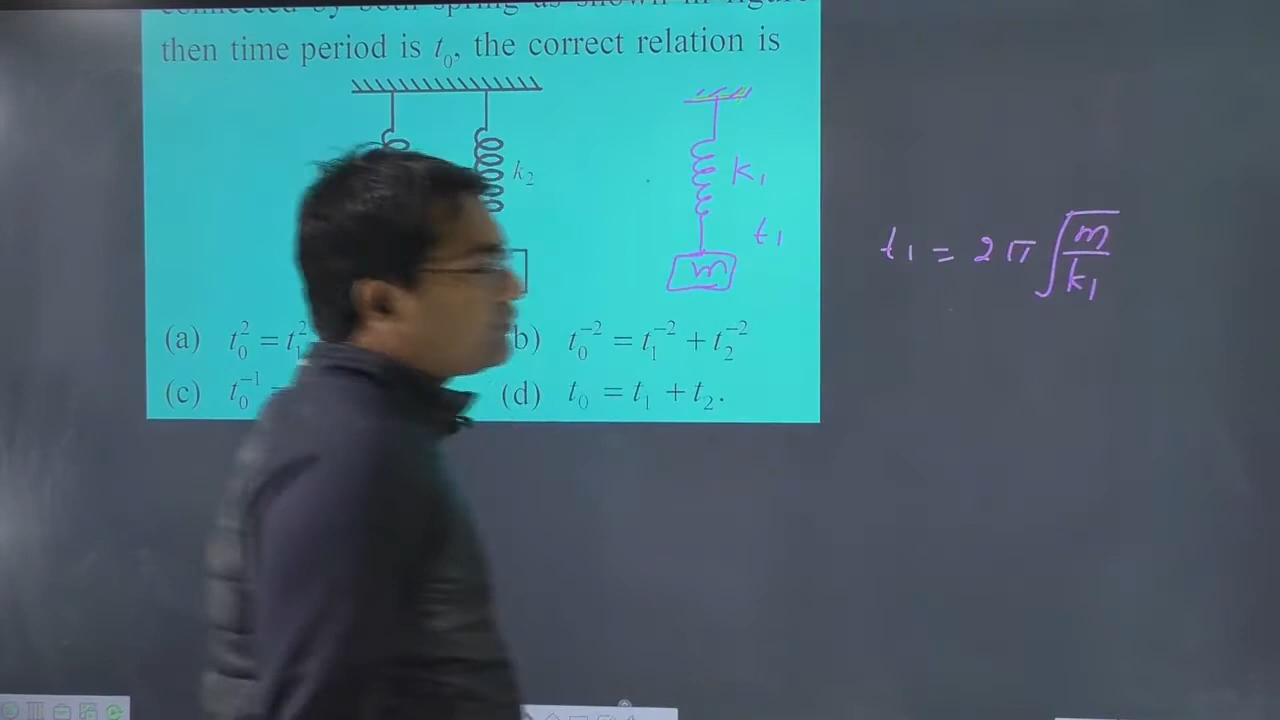 then time period is t₀, the correct relation is
k₂
(a) t₀² = t₁²
b) t₀⁻² = t₁⁻² + t₂⁻²
(c) t₀⁻¹ =
(d) t₀ = t₁ + t₂.
k₁
t₁
m
t₁ = 2π √(m/k₁)